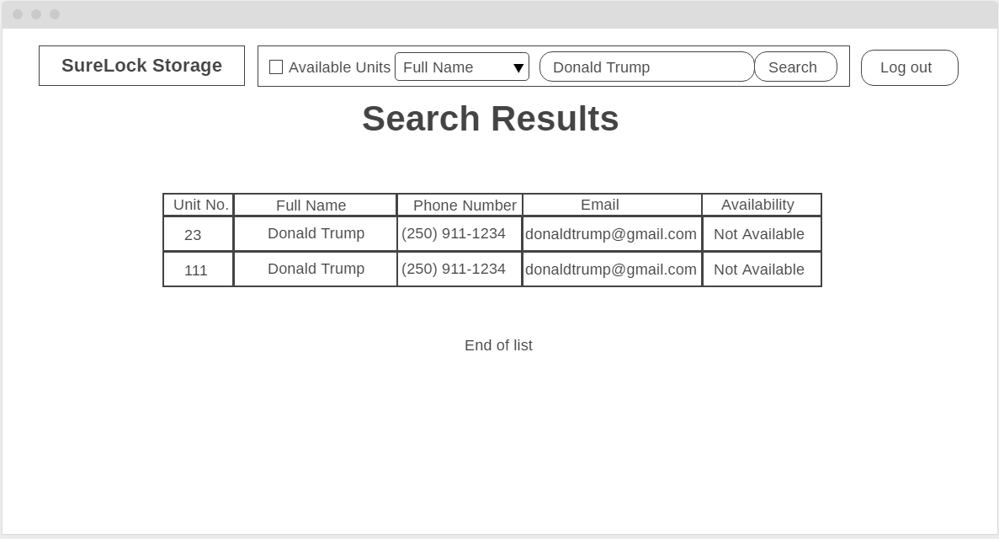 SureLock Storage
Available Units Full Name Donald Trump Search Log out
Search Results
Unit No. Full Name Phone Number Email Availability
23 Donald Trump (250) 911-1234 donaldtrump@gmail.com Not Available
111 Donald Trump (250) 911-1234 donaldtrump@gmail.com Not Available
End of list